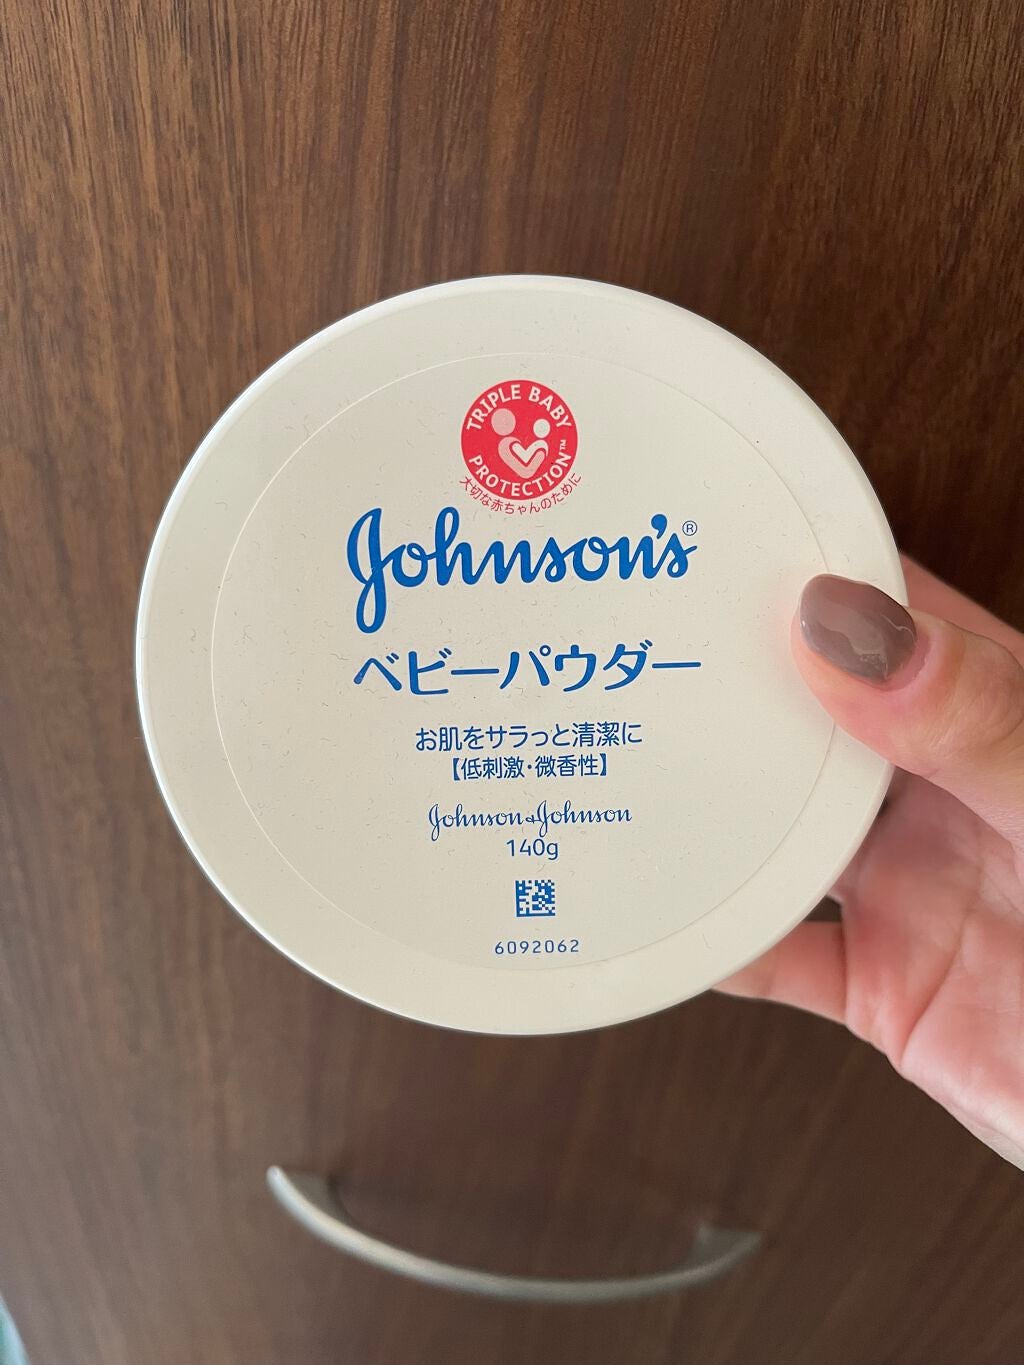 TRIPLE BABY
PROTECTION™
大切な赤ちゃんのために
Johnson's®
ベビーパウダー
お肌をサラっと清潔に
【低刺激・微香性】
Johnson & Johnson
140g
6092062